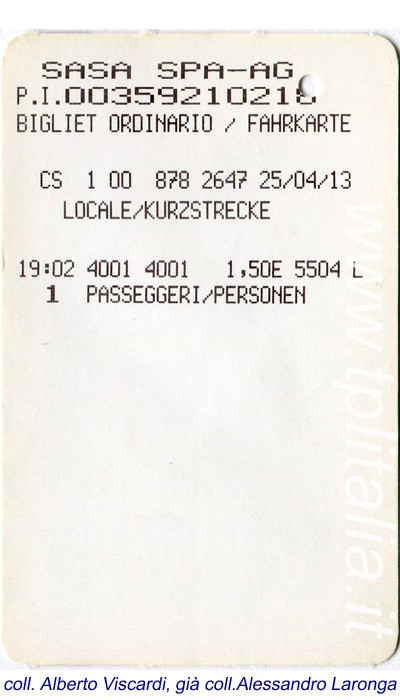 SASA SPA-AG
P.I.00359210218
BIGLIET ORDINARIO / FAHRKARTE
CS 1 00 878 2647 25/04/13
LOCALE/KURZSTRECKE
19:02 4001 4001 1,50E 5504 L
1 PASSEGGERI/PERSONEN
www.tplitalia.it
coll. Alberto Viscardi, già coll.Alessandro Laronga